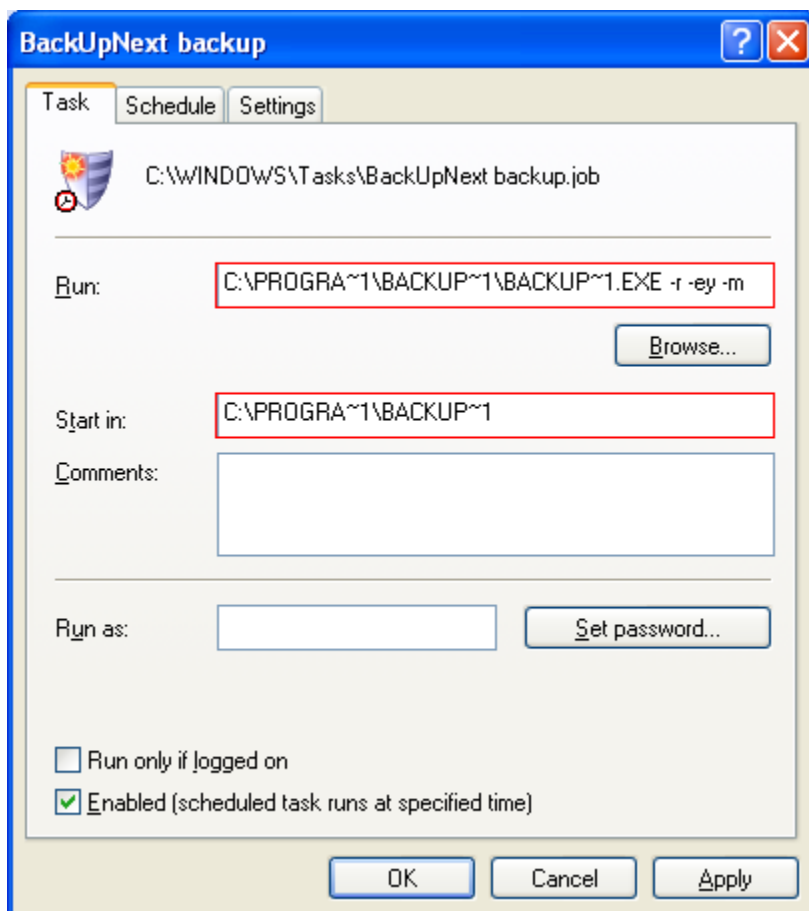 BackUpNext backup
Task Schedule Settings
C:\WINDOWS\Tasks\BackUpNext backup.job
Run: C:\PROGRA~1\BACKUP~1\BACKUP~1.EXE -r -ey -m
Browse...
Start in: C:\PROGRA~1\BACKUP~1
Comments:
Run as: Set password...
Run only if logged on
Enabled (scheduled task runs at specified time)
OK Cancel Apply